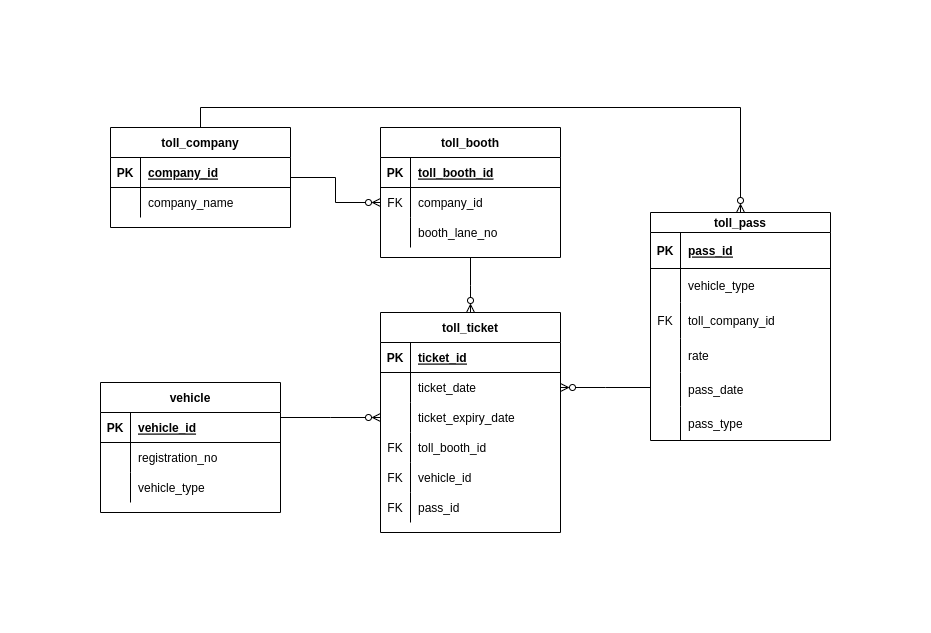 toll_company
PK company_id
company_name
toll_booth
PK toll_booth_id
FK company_id
booth_lane_no
toll_pass
PK pass_id
vehicle_type
FK toll_company_id
rate
pass_date
pass_type
toll_ticket
PK ticket_id
ticket_date
ticket_expiry_date
FK toll_booth_id
FK vehicle_id
FK pass_id
vehicle
PK vehicle_id
registration_no
vehicle_type